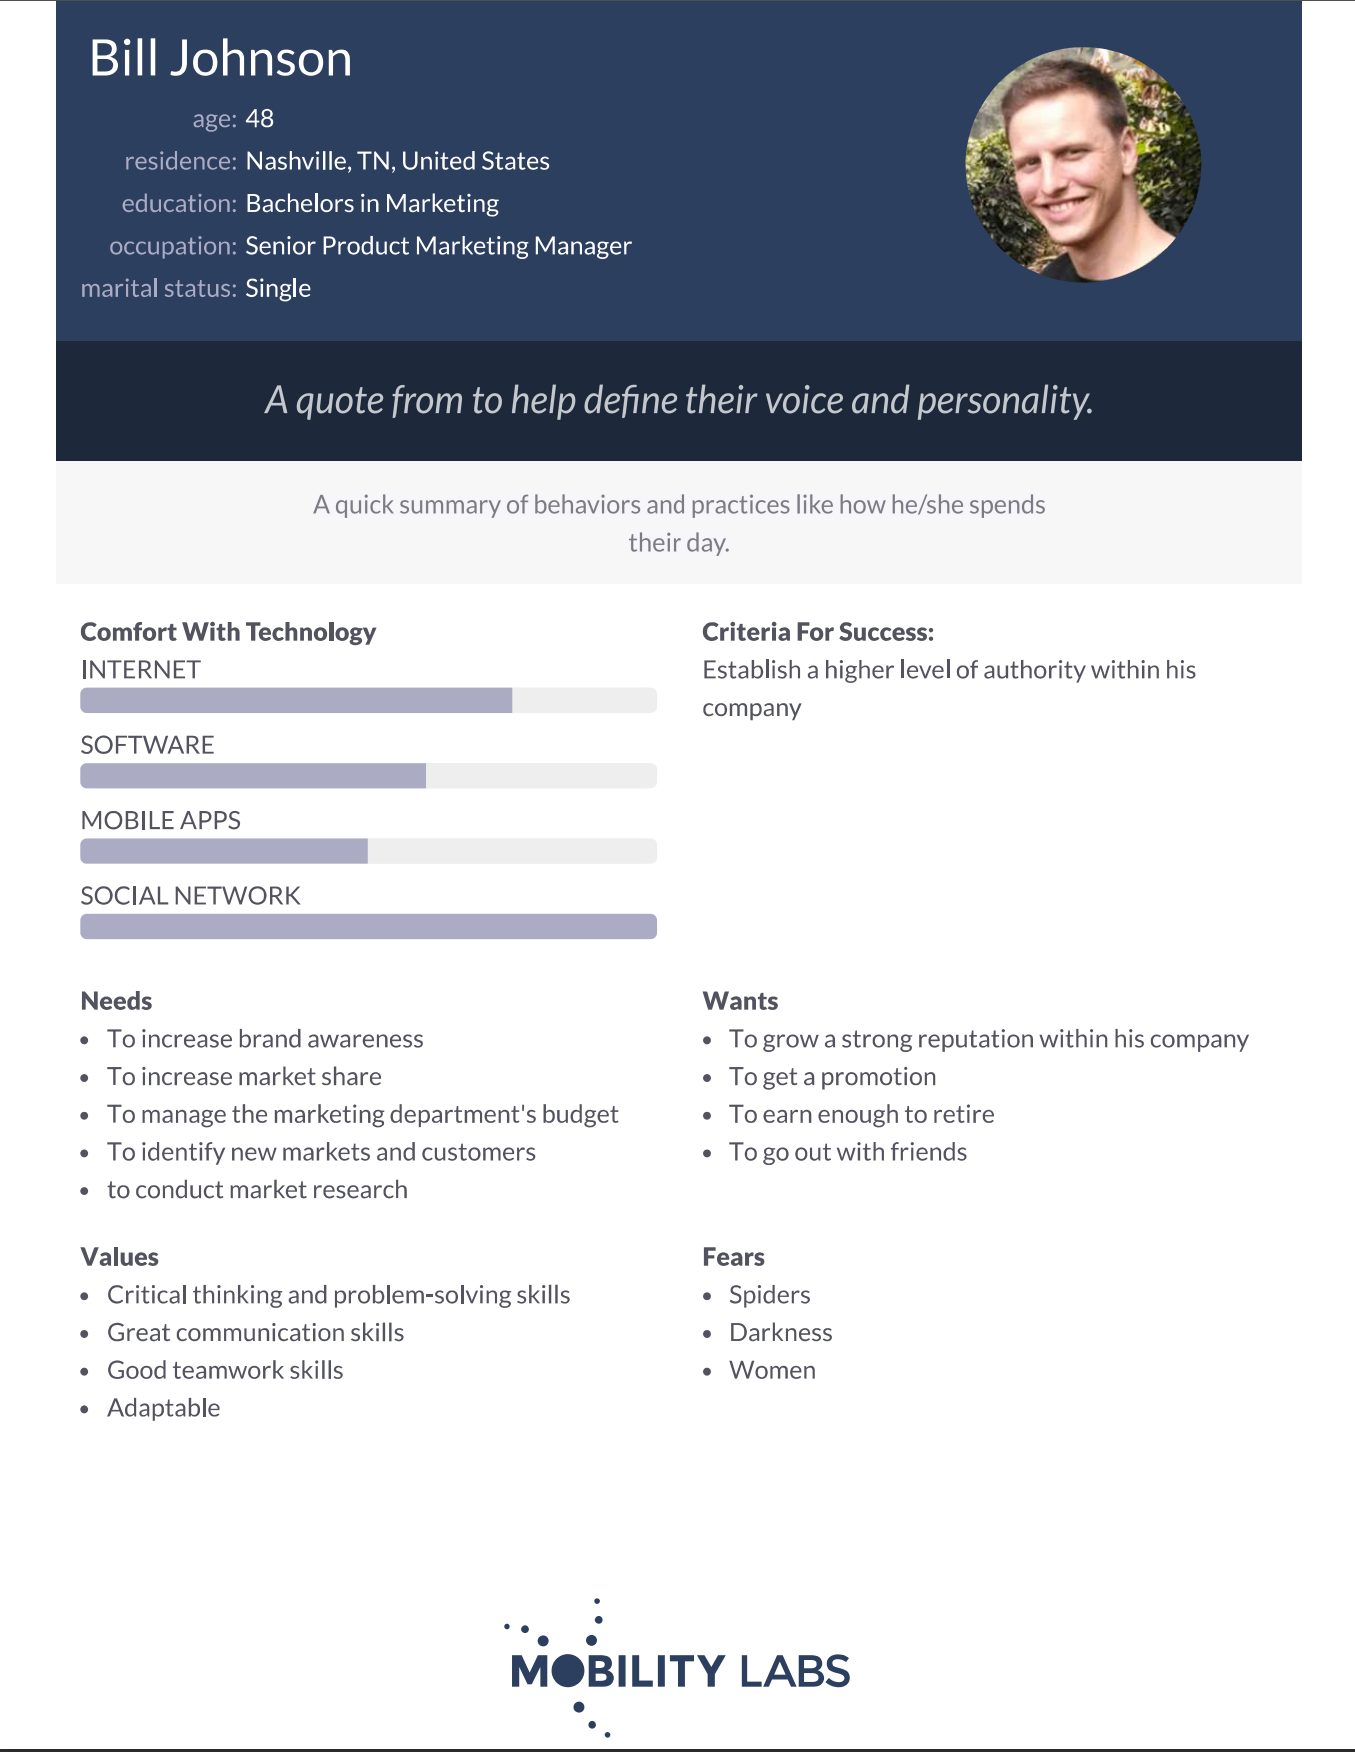 Bill Johnson
age: 48
residence: Nashville, TN, United States
education: Bachelors in Marketing
occupation: Senior Product Marketing Manager
marital status: Single
A quote from to help define their voice and personality.
A quick summary of behaviors and practices like how he/she spends
their day.
Comfort With Technology
INTERNET
SOFTWARE
MOBILE APPS
SOCIAL NETWORK
Criteria For Success:
Establish a higher level of authority within his
company
Needs
• To increase brand awareness
• To increase market share
• To manage the marketing department's budget
• To identify new markets and customers
• to conduct market research
Wants
• To grow a strong reputation within his company
• To get a promotion
• To earn enough to retire
• To go out with friends
Values
• Critical thinking and problem-solving skills
• Great communication skills
• Good teamwork skills
• Adaptable
Fears
• Spiders
• Darkness
• Women
MOBILITY LABS